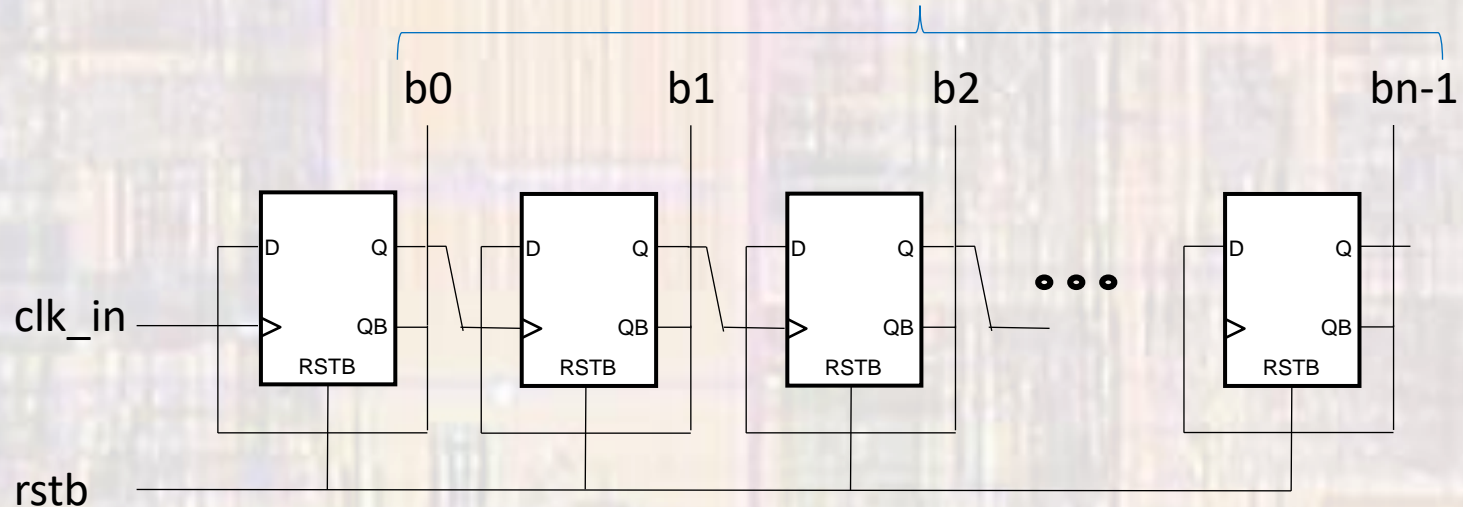 b0 b1 b2 bn-1
D Q D Q D Q D Q
clk_in QB QB QB QB
RSTB RSTB RSTB RSTB
rstb